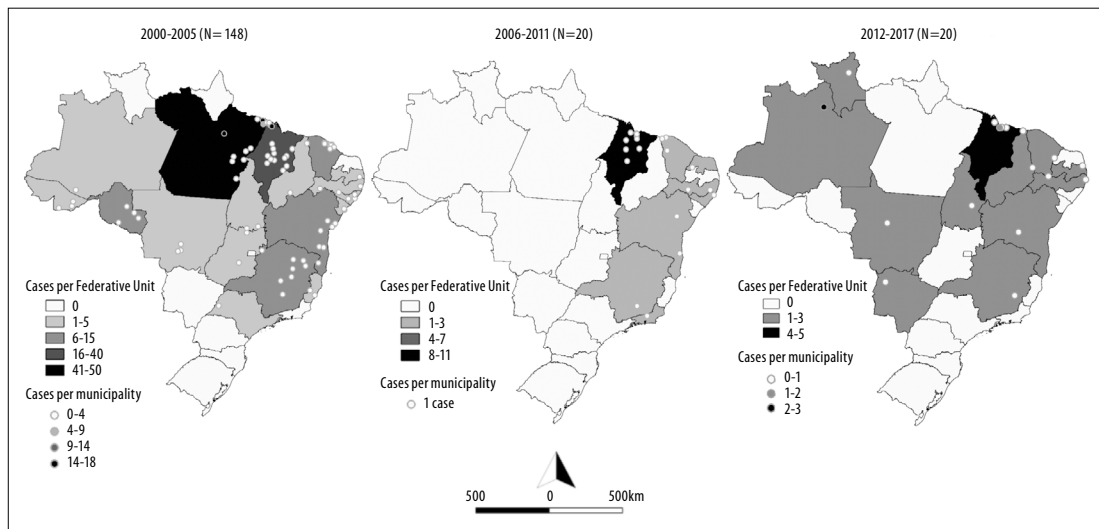 2000-2005 (N= 148)
Cases per Federative Unit
0
1-5
6-15
16-40
41-50
Cases per municipality
0-4
4-9
9-14
14-18
2006-2011 (N=20)
Cases per Federative Unit
0
1-3
4-7
8-11
Cases per municipality
1 case
2012-2017 (N=20)
Cases per Federative Unit
0
1-3
4-5
Cases per municipality
0-1
1-2
2-3
500 0 500km